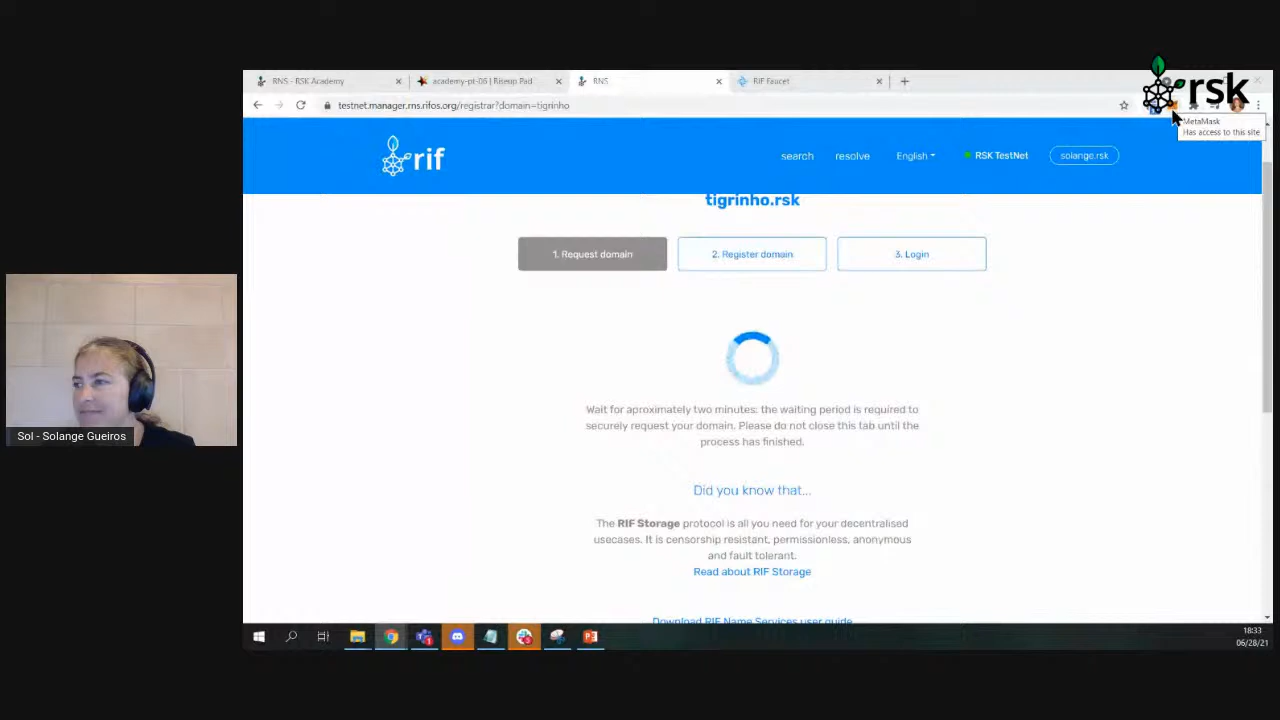 RNS - RSK Academy
academy-pt-06 | Riseup Pad
RNS
RIF Faucet
testnet.manager.rns.rifos.org/registrar?domain=tigrinho
rsk
MetaMask
Has access to this site
rif
search
resolve
English
RSK TestNet
solange.rsk
tigrinho.rsk
1. Request domain
2. Register domain
3. Login
Wait for aproximately two minutes: the waiting period is required to
securely request your domain. Please do not close this tab until the
process has finished.
Did you know that...
The RIF Storage protocol is all you need for your decentralised
usecases. It is censorship resistant, permissionless, anonymous
and fault tolerant.
Read about RIF Storage
Download RIF Name Services user guide
Sol - Solange Gueiros
18:33
06/28/21